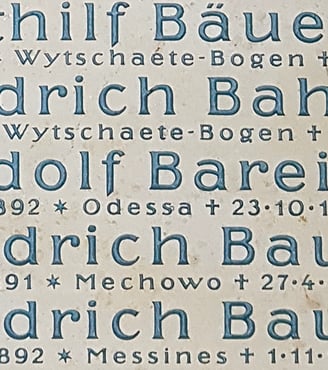 hilf Bäue
Wytschaete-Bogen †
drich Bah
Wytschaete-Bogen †
dolf Barei
892 * Odessa † 23·10·1
drich Bau
91 * Mechowo † 27·4·
drich Bau
892 * Messines † 1·11·